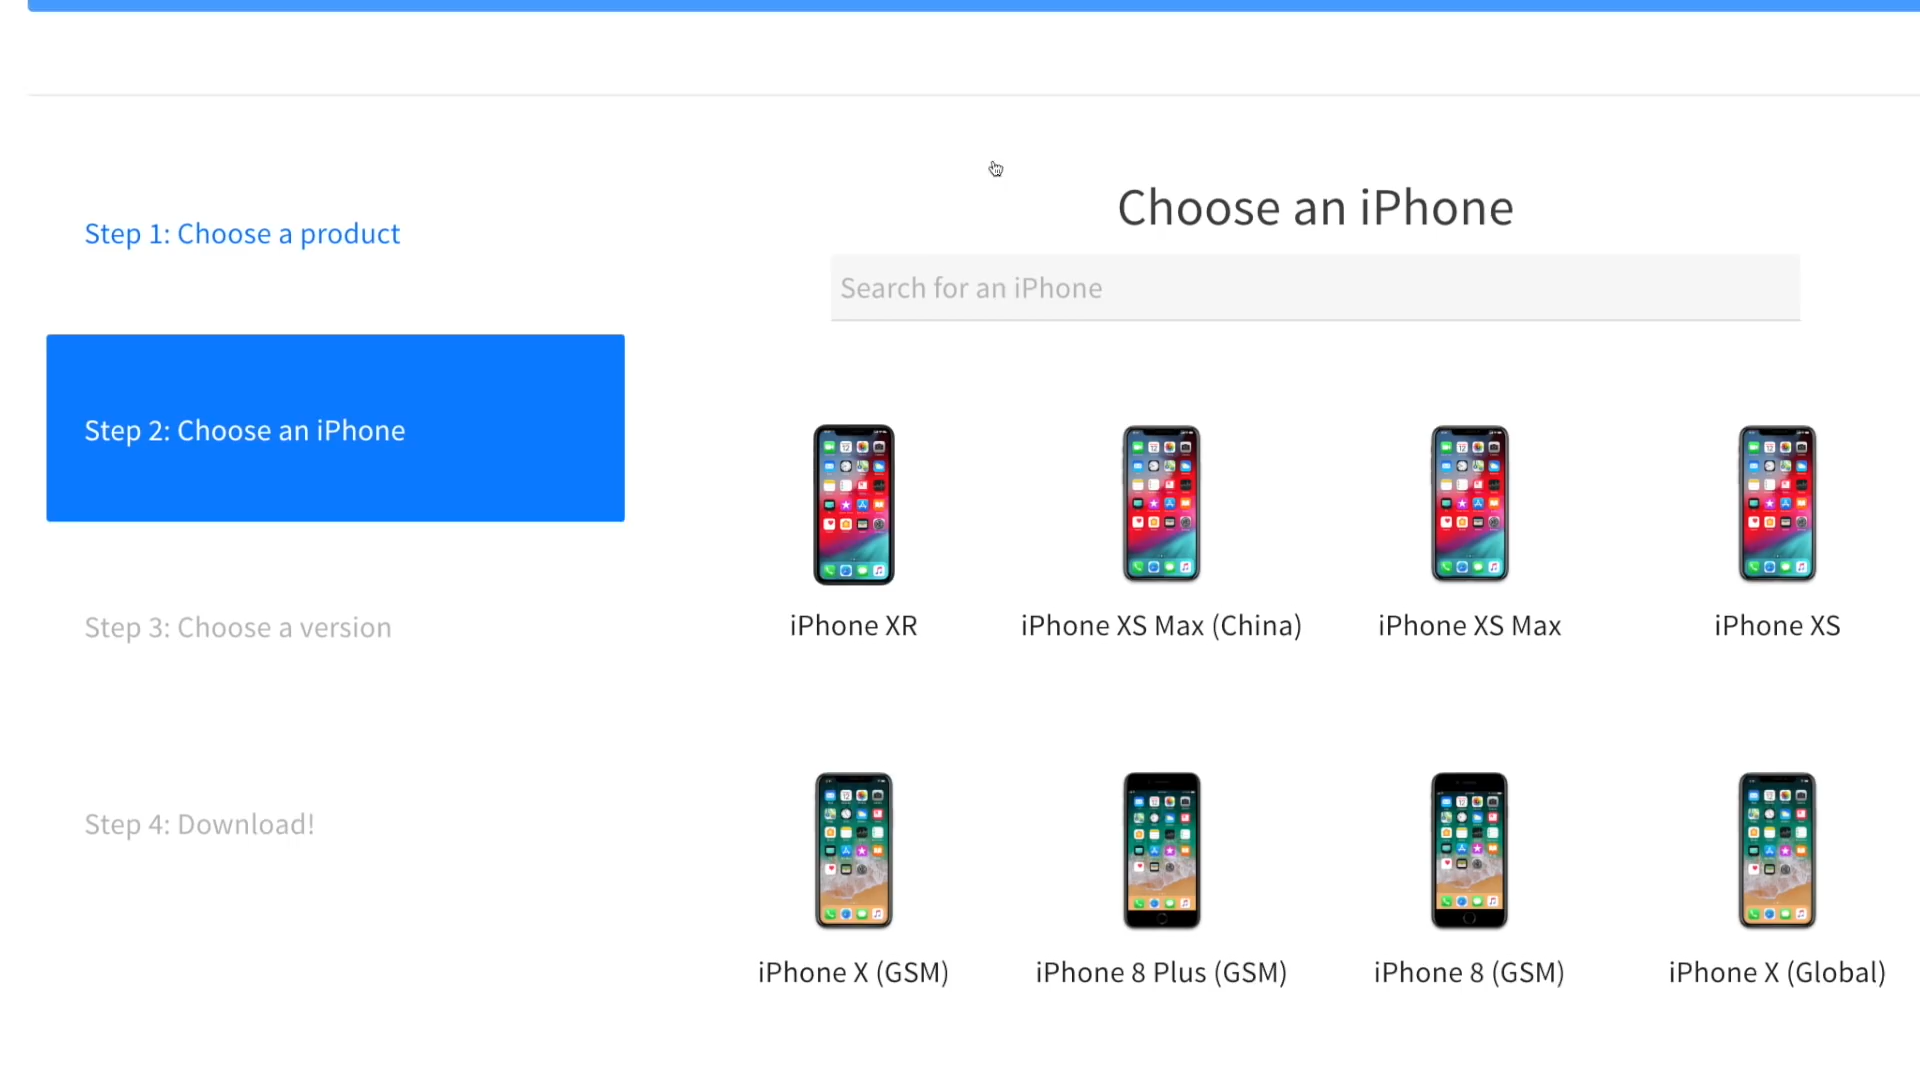 Choose an iPhone
Search for an iPhone
Step 1: Choose a product
Step 2: Choose an iPhone
Step 3: Choose a version
Step 4: Download!
iPhone XR
iPhone XS Max (China)
iPhone XS Max
iPhone XS
iPhone X (GSM)
iPhone 8 Plus (GSM)
iPhone 8 (GSM)
iPhone X (Global)